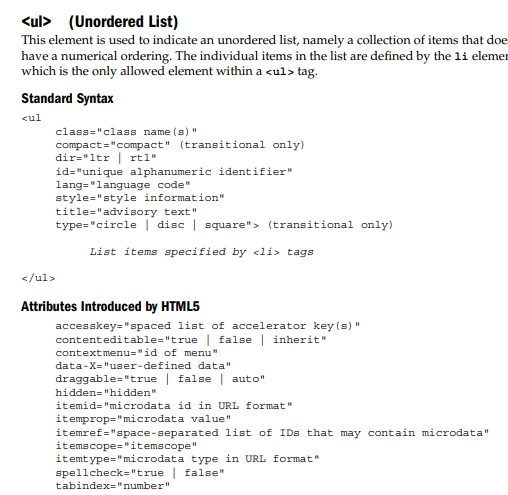 <ul> (Unordered List)
This element is used to indicate an unordered list, namely a collection of items that doe
have a numerical ordering. The individual items in the list are defined by the li elemen
which is the only allowed element within a <ul> tag.
Standard Syntax
<ul
class="class name(s)"
compact="compact" (transitional only)
dir="ltr | rtl"
id="unique alphanumeric identifier"
lang="language code"
style="style information"
title="advisory text"
type="circle | disc | square"> (transitional only)
List items specified by <li> tags
</ul>
Attributes Introduced by HTML5
accesskey="spaced list of accelerator key(s)"
contenteditable="true | false | inherit"
contextmenu="id of menu"
data-X="user-defined data"
draggable="true | false | auto"
hidden="hidden"
itemid="microdata id in URL format"
itemprop="microdata value"
itemref="space-separated list of IDs that may contain microdata"
itemscope="itemscope"
itemtype="microdata type in URL format"
spellcheck="true | false"
tabindex="number"